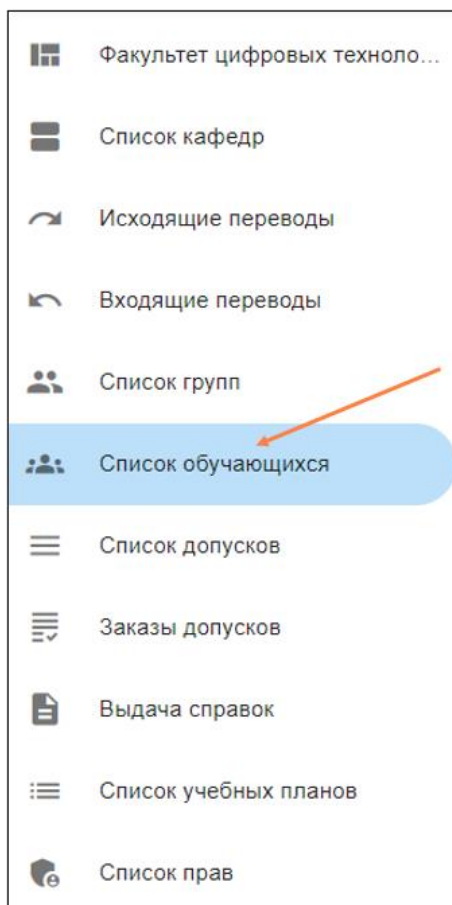 Факультет цифровых техноло...
Список кафедр
Исходящие переводы
Входящие переводы
Список групп
Список обучающихся
Список допусков
Заказы допусков
Выдача справок
Список учебных планов
Список прав